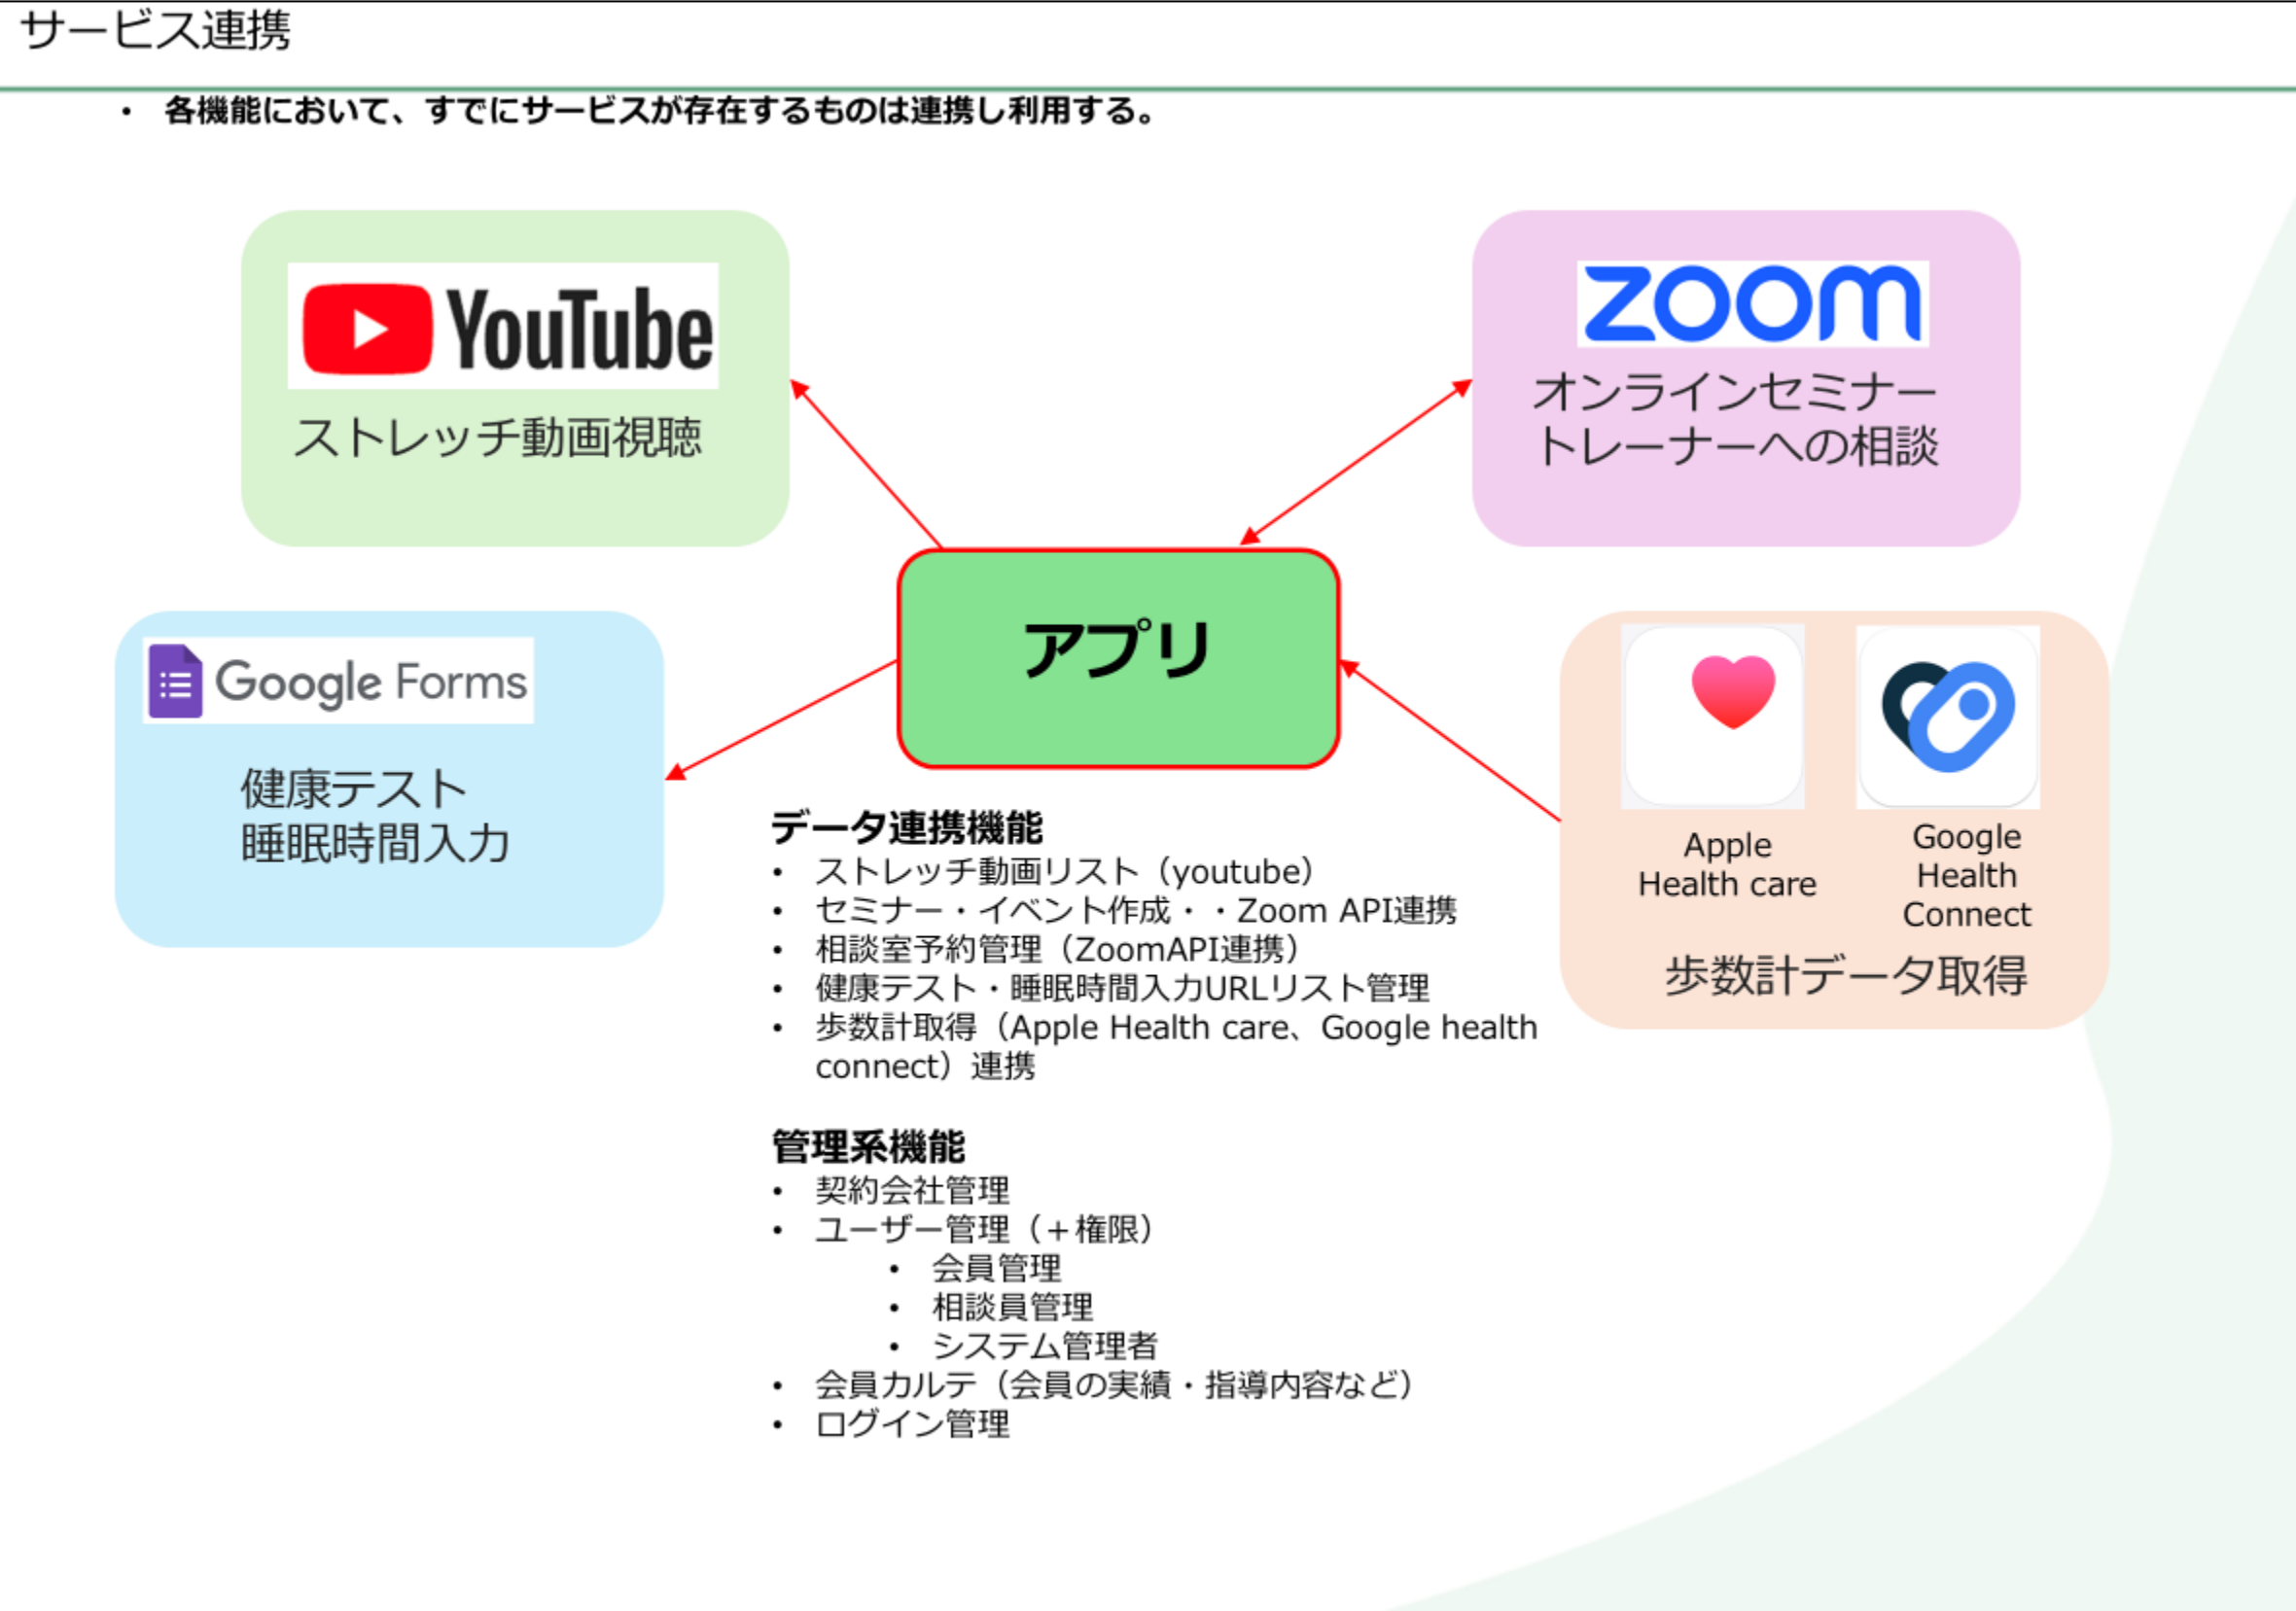 サービス連携
• 各機能において、すでにサービスが存在するものは連携し利用する。
YouTube
ストレッチ動画視聴
zoom
オンラインセミナー
トレーナーへの相談
アプリ
Google Forms
健康テスト
睡眠時間入力
Apple
Health care
Google
Health
Connect
歩数計データ取得
データ連携機能
• ストレッチ動画リスト（youtube）
• セミナー・イベント作成・・Zoom API連携
• 相談室予約管理（ZoomAPI連携）
• 健康テスト・睡眠時間入力URLリスト管理
• 歩数計取得（Apple Health care、Google health
connect）連携
管理系機能
• 契約会社管理
• ユーザー管理（＋権限）
• 会員管理
• 相談員管理
• システム管理者
• 会員カルテ（会員の実績・指導内容など）
• ログイン管理